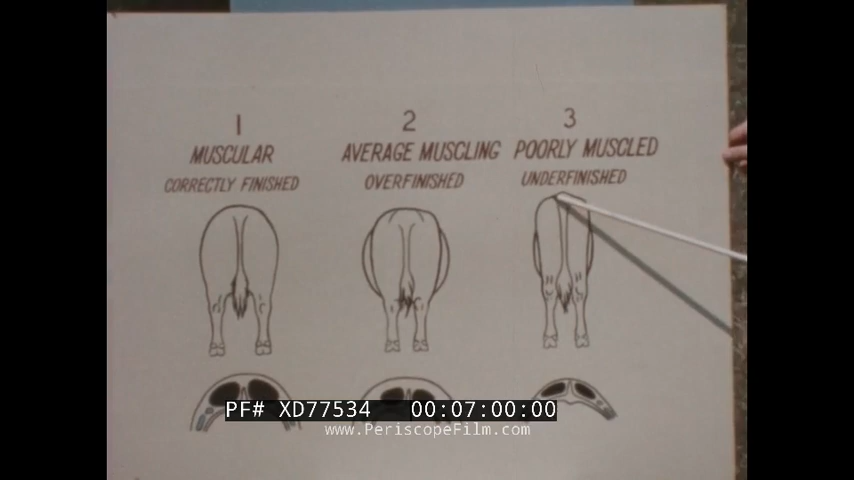 1
MUSCULAR
CORRECTLY FINISHED
2
AVERAGE MUSCLING
OVERFINISHED
3
POORLY MUSCLED
UNDERFINISHED
PF# XD77534 00:07:00:00
www.PeriscopeFilm.com